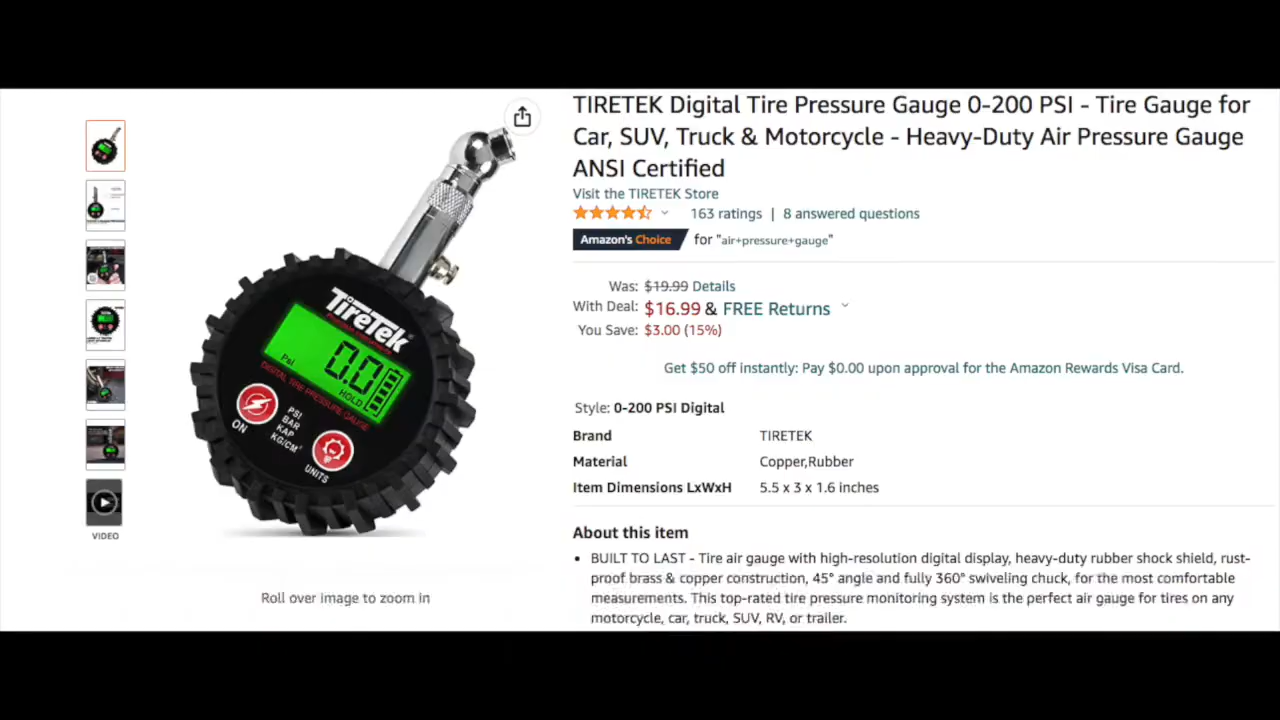 TIRETEK Digital Tire Pressure Gauge 0-200 PSI - Tire Gauge for
Car, SUV, Truck & Motorcycle - Heavy-Duty Air Pressure Gauge
ANSI Certified
Visit the TIRETEK Store
163 ratings | 8 answered questions
Amazon's Choice for "air+pressure+gauge"
Was: $19.99 Details
With Deal: $16.99 & FREE Returns
You Save: $3.00 (15%)
Get $50 off instantly: Pay $0.00 upon approval for the Amazon Rewards Visa Card.
Style: 0-200 PSI Digital
Brand TIRETEK
Material Copper,Rubber
Item Dimensions LxWxH 5.5 x 3 x 1.6 inches
About this item
• BUILT TO LAST - Tire air gauge with high-resolution digital display, heavy-duty rubber shock shield, rust-
proof brass & copper construction, 45° angle and fully 360° swiveling chuck, for the most comfortable
measurements. This top-rated tire pressure monitoring system is the perfect air gauge for tires on any
motorcycle, car, truck, SUV, RV, or trailer.
TireTek
Psi 0.0
HOLD
DIGITAL TIRE PRESSURE GAUGE
ON
PSI
BAR
KAP
KG/CM²
UNITS
VIDEO
Roll over image to zoom in